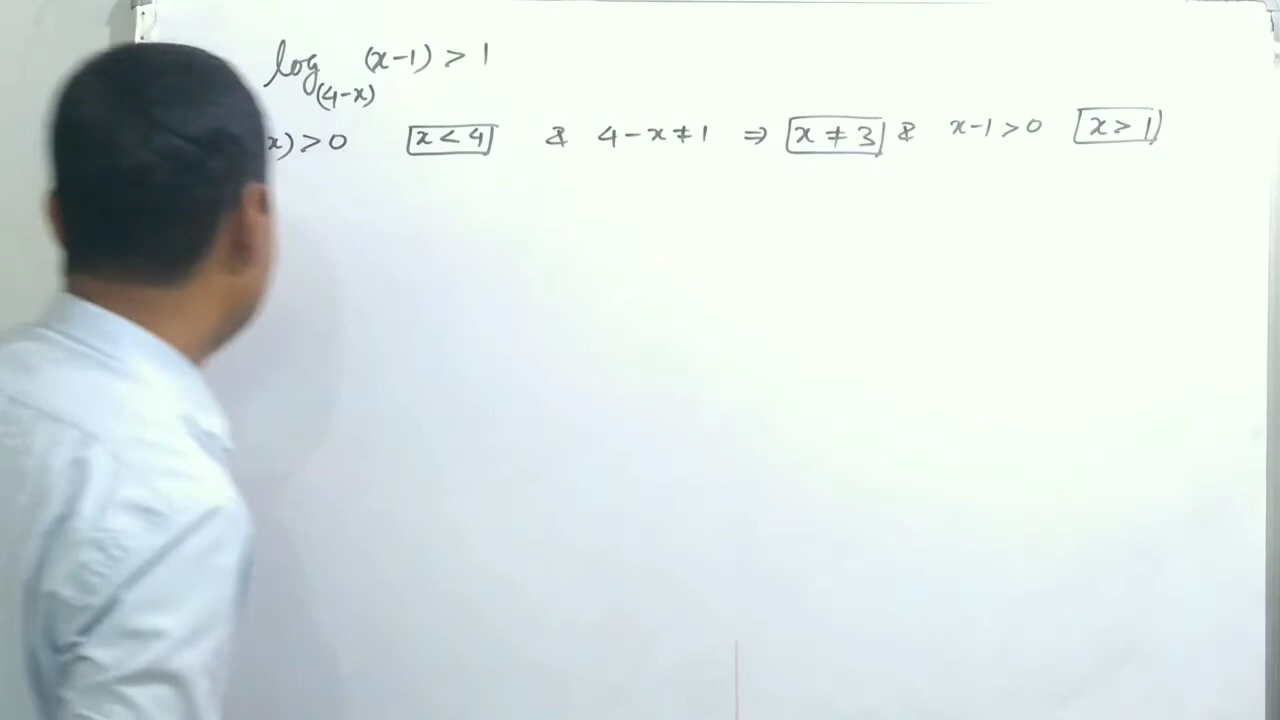 log(4-x) (x-1) > 1
x) > 0 x < 4 & 4-x ≠ 1 ⇒ x ≠ 3 & x-1 > 0 x > 1